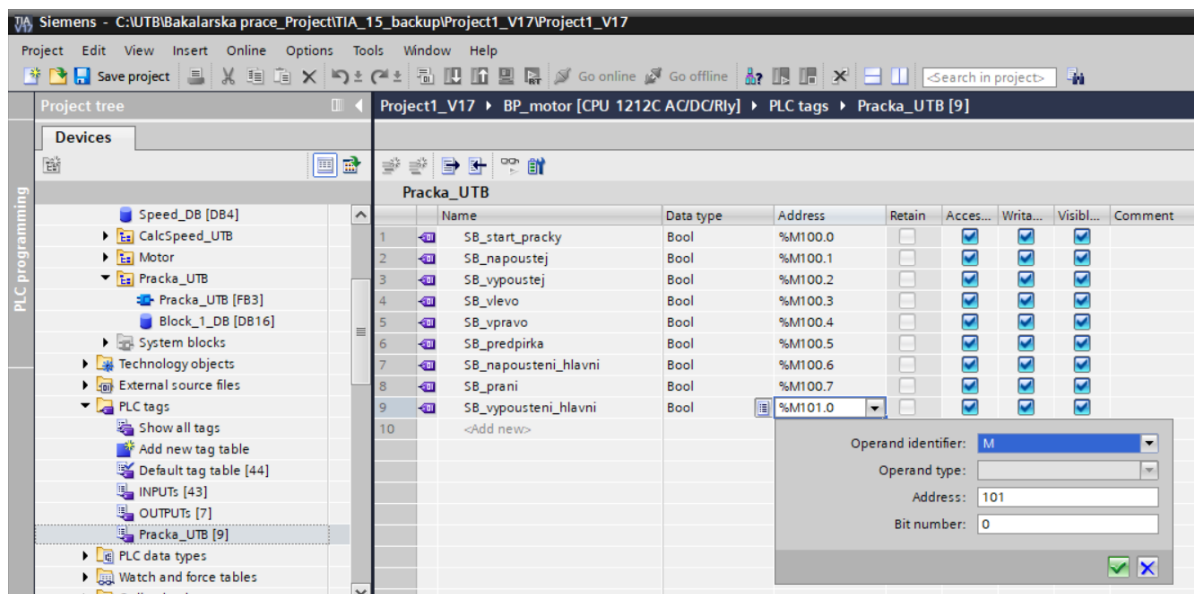 Siemens - C:\UTB\Bakalarska prace_Project\TIA_15_backup\Project1_V17\Project1_V17
Project Edit View Insert Online Options Tools Window Help
Save project Go online Go offline <Search in project>
Project tree
Project1_V17 BP_motor [CPU 1212C AC/DC/Rly] PLC tags Pracka_UTB [9]
Devices
PLC programming
Speed_DB [DB4]
CalcSpeed_UTB
Motor
Pracka_UTB
Pracka_UTB [FB3]
Block_1_DB [DB16]
System blocks
Technology objects
External source files
PLC tags
Show all tags
Add new tag table
Default tag table [44]
INPUTs [43]
OUTPUTs [7]
Pracka_UTB [9]
PLC data types
Watch and force tables
Pracka_UTB
Name Data type Address Retain Acces... Writa... Visibl... Comment
1 SB_start_pracky Bool %M100.0
2 SB_napoustej Bool %M100.1
3 SB_vypoustej Bool %M100.2
4 SB_vlevo Bool %M100.3
5 SB_vpravo Bool %M100.4
6 SB_predpirka Bool %M100.5
7 SB_napousteni_hlavni Bool %M100.6
8 SB_prani Bool %M100.7
9 SB_vypousteni_hlavni Bool %M101.0
10 <Add new>
Operand identifier: M
Operand type:
Address: 101
Bit number: 0